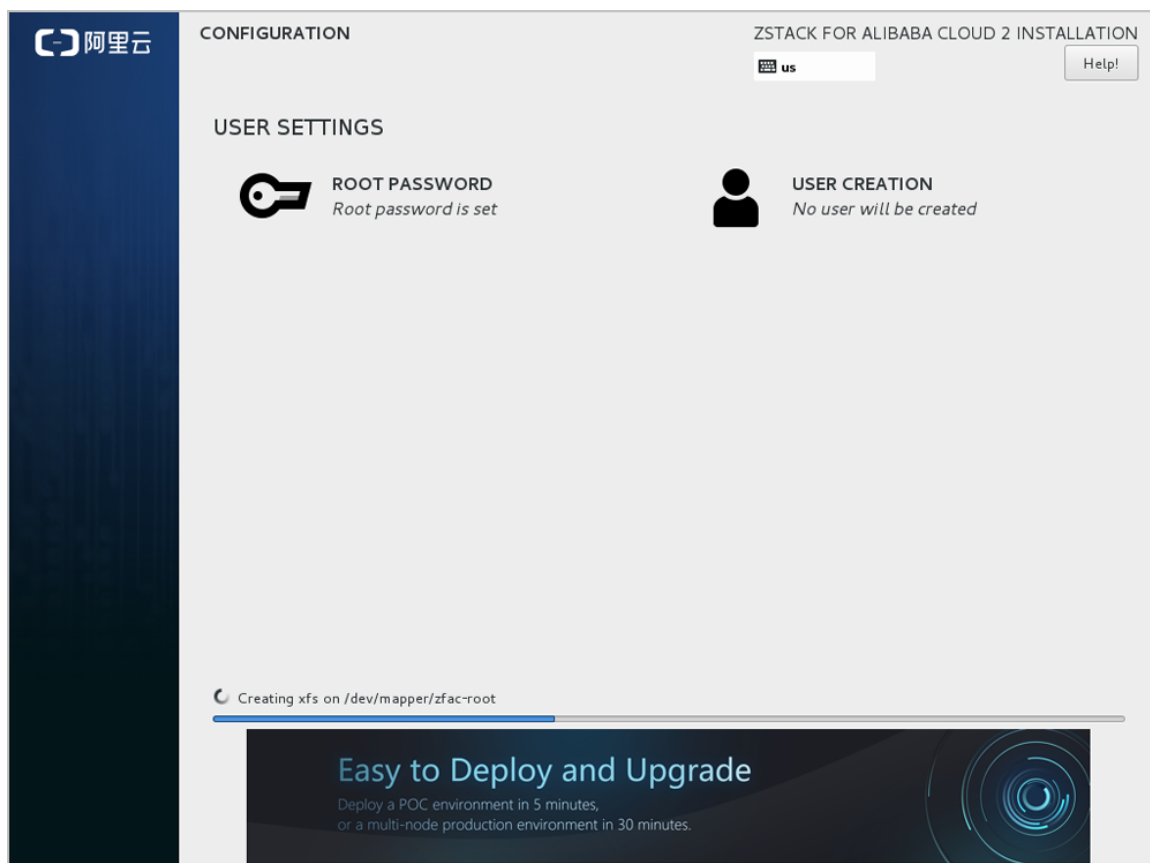 阿里云
CONFIGURATION
ZSTACK FOR ALIBABA CLOUD 2 INSTALLATION
us
Help!
USER SETTINGS
ROOT PASSWORD
Root password is set
USER CREATION
No user will be created
Creating xfs on /dev/mapper/zfac-root
Easy to Deploy and Upgrade
Deploy a POC environment in 5 minutes,
or a multi-node production environment in 30 minutes.